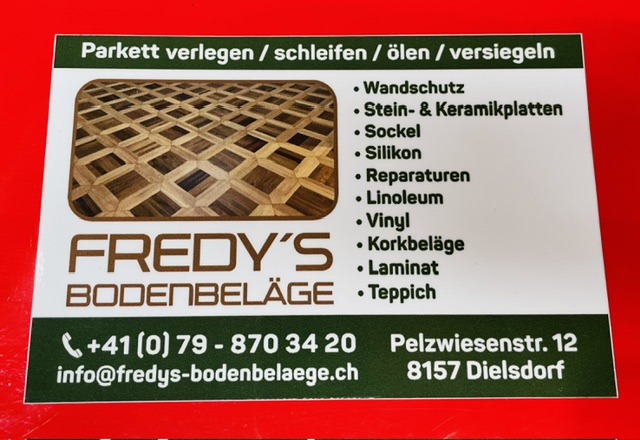 Parkett verlegen / schleifen / ölen / versiegeln
• Wandschutz
• Stein- & Keramikplatten
• Sockel
• Silikon
• Reparaturen
• Linoleum
• Vinyl
• Korkbeläge
• Laminat
• Teppich
FREDY´S
BODENBELÄGE
+41 (0) 79 - 870 34 20
info@fredys-bodenbelaege.ch
Pelzwiesenstr. 12
8157 Dielsdorf